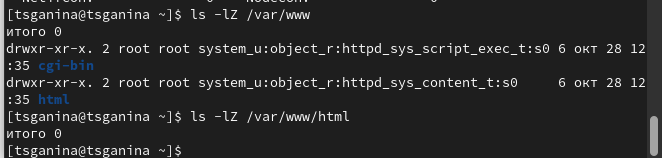 [tsganina@tsganina ~]$ ls -lZ /var/www
итого 0
drwxr-xr-x. 2 root root system_u:object_r:httpd_sys_script_exec_t:s0 6 окт 28 12
:35 cgi-bin
drwxr-xr-x. 2 root root system_u:object_r:httpd_sys_content_t:s0     6 окт 28 12
:35 html
[tsganina@tsganina ~]$ ls -lZ /var/www/html
итого 0
[tsganina@tsganina ~]$